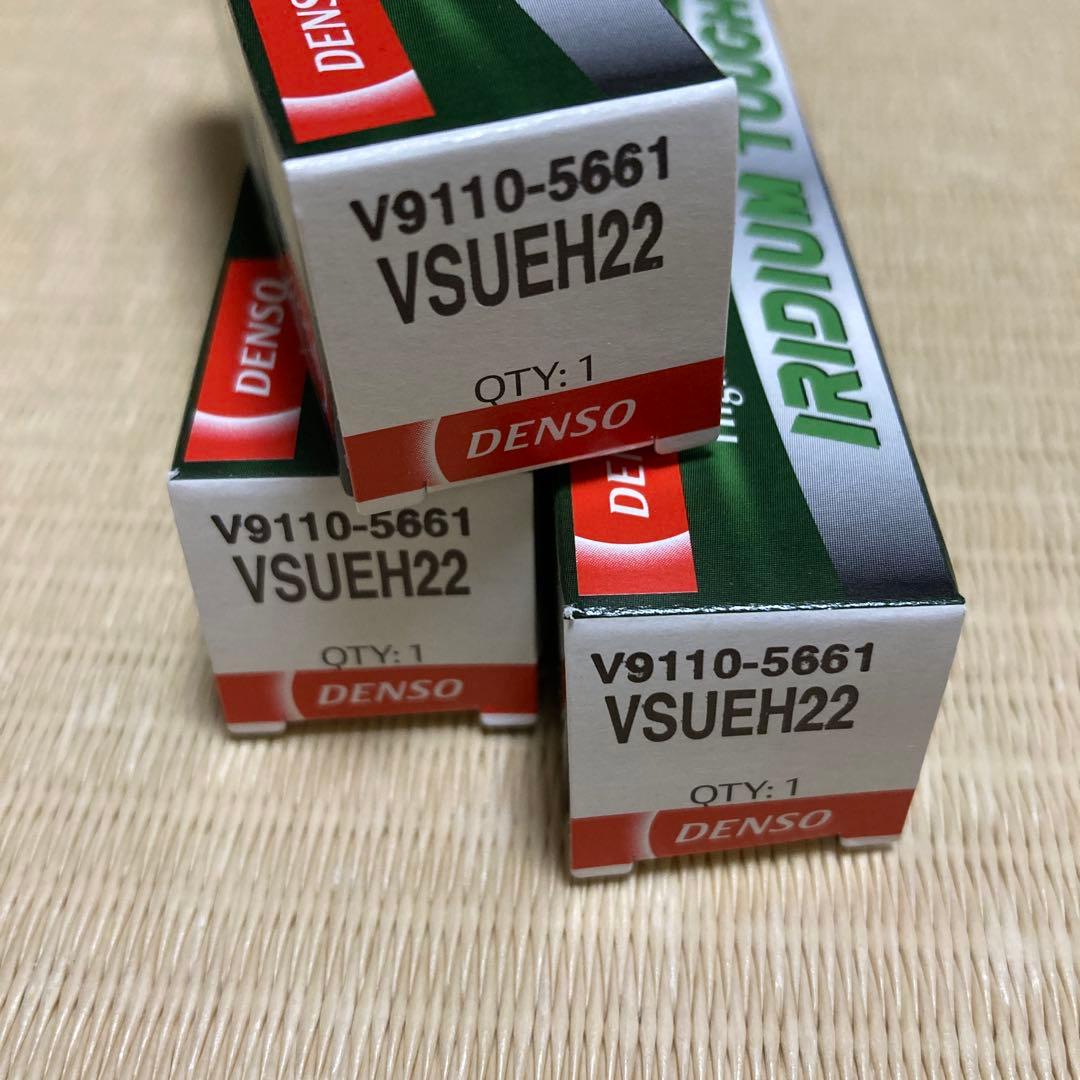 DENSO
IRIDIUM TOUGH
V9110-5661
VSUEH22
QTY: 1
DENSO
DENSO
V9110-5661
VSUEH22
QTY: 1
DENSO
V9110-5661
VSUEH22
QTY: 1
DENSO